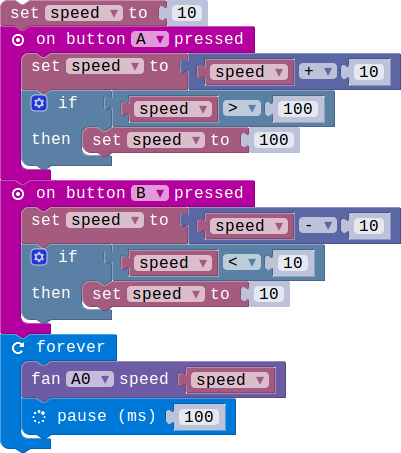 set speed to 10
on button A pressed
set speed to speed + 10
if speed > 100
then set speed to 100
on button B pressed
set speed to speed - 10
if speed < 10
then set speed to 10
forever
fan A0 speed speed
pause (ms) 100